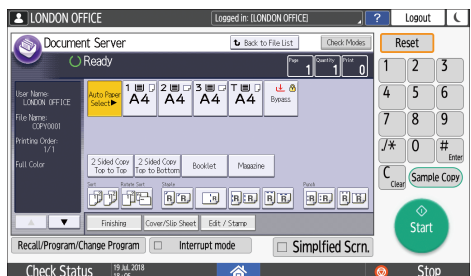 LONDON OFFICE
Logged in: [LONDON OFFICE]
?
Logout
Document Server
Back to File List
Check Modes
Reset
Ready
Page 1
Quantity 1
Print 0
1 2 3
User Name:
LONDON OFFICE
File Name:
COPY0001
Printing Order:
1/1
Full Color
Auto Paper
Select▶
1 A4
2 A4
3 A4
T A4
Bypass
4 5 6
7 8 9
./* 0 #
Enter
2 Sided Copy
Top to Top
2 Sided Copy
Top to Bottom
Booklet
Magazine
C
Clear
Sample Copy
Sort
Rotate Sort
Staple
Punch
Start
Finishing
Cover/Slip Sheet
Edit / Stamp
Recall/Program/Change Program
Interrupt mode
Simplfied Scrn.
Check Status
19 Jul. 2018
18:05
Stop